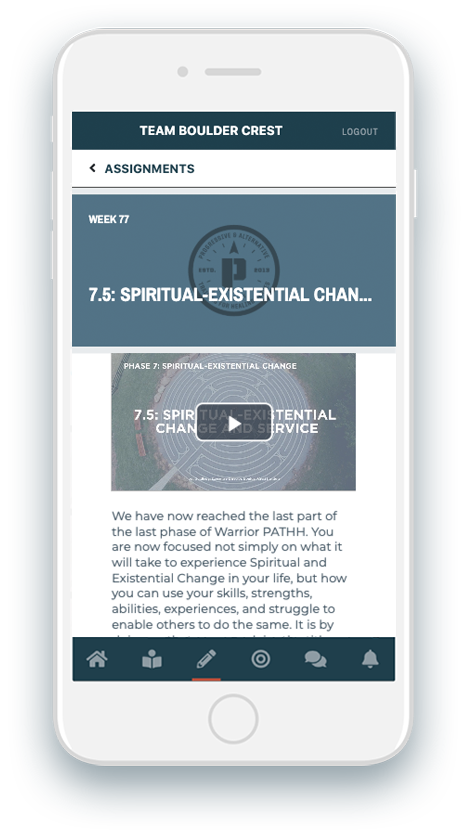 TEAM BOULDER CREST
LOGOUT
ASSIGNMENTS
WEEK 77
PROGRESSIVE & ALTERNATIVE
ESTD. 2013
7.5: SPIRITUAL-EXISTENTIAL CHAN...
PHASE 7: SPIRITUAL-EXISTENTIAL CHANGE
7.5: SPIRITUAL-EXISTENTIAL
CHANGE AND SERVICE
We have now reached the last part of
the last phase of Warrior PATHH. You
are now focused not simply on what it
will take to experience Spiritual and
Existential Change in your life, but how
you can use your skills, strengths,
abilities, experiences, and struggle to
enable others to do the same. It is by